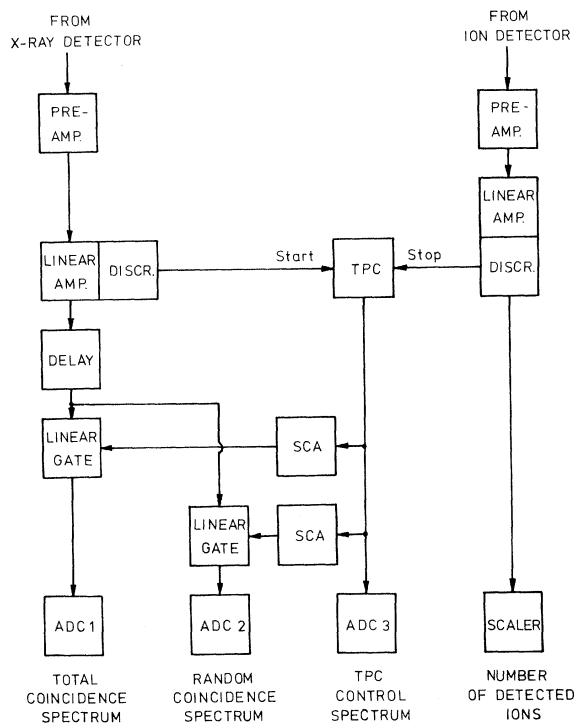 FROM
X-RAY DETECTOR
FROM
ION DETECTOR
PRE-
AMP.
PRE-
AMP.
LINEAR
AMP.
LINEAR
AMP.
DISCR.
Start
TPC
Stop
DISCR.
DELAY
LINEAR
GATE
SCA
LINEAR
GATE
SCA
ADC 1
ADC 2
ADC 3
SCALER
TOTAL
COINCIDENCE
SPECTRUM
RANDOM
COINCIDENCE
SPECTRUM
TPC
CONTROL
SPECTRUM
NUMBER
OF DETECTED
IONS